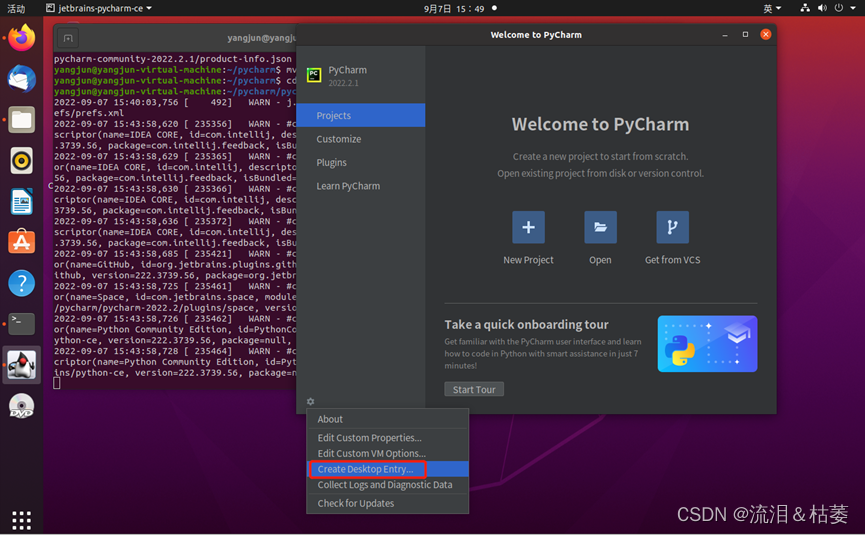 活动
jetbrains-pycharm-ce
9月7日 15：49
英
yangjun@yangju
pycharm-community-2022.2.1/product-info.json
yangjun@yangjun-virtual-machine:~/pycharm$ mv
yangjun@yangjun-virtual-machine:~/pycharm$ c
yangjun@yangjun-virtual-machine:~/pycharm/pyc
2022-09-07 15:40:03,756 [    492]   WARN - j.
efs/prefs.xml
2022-09-07 15:43:58,620 [ 235356]   WARN - #c
scriptor(name=IDEA CORE, id=com.intellij, des
.3739.56, package=com.intellij.feedback, isBu
2022-09-07 15:43:58,629 [ 235365]   WARN - #c
or(name=IDEA CORE, id=com.intellij, descripto
3739.56, package=com.intellij.feedback, isBundled-
2022-09-07 15:43:58,630 [ 235366]   WARN - #c
criptor(name=IDEA CORE, id=com.intellij, desc
3739.56, package=com.intellij.feedback, isBun
2022-09-07 15:43:58,636 [ 235372]   WARN - #c
scriptor(name=IDEA CORE, id=com.intellij, des
.3739.56, package=com.intellij.feedback, isBu
2022-09-07 15:43:58,685 [ 235421]   WARN - #c
or(name=GitHub, id=org.jetbrains.plugins.gith
ithub, version=222.3739.56, package=org.jetbr
2022-09-07 15:43:58,725 [ 235461]   WARN - #c
or(name=Space, id=com.jetbrains.space, module
/pycharm/pycharm-2022.2/plugins/space, versio
2022-09-07 15:43:58,726 [ 235462]   WARN - #c
or(name=Python Community Edition, id=PythonCo
ython-ce, version=222.3739.56, package=null,
2022-09-07 15:43:58,728 [ 235464]   WARN - #c
criptor(name=Python Community Edition, id=Pyt
ins/python-ce, version=222.3739.56, package=n
Welcome to PyCharm
PC
PyCharm
2022.2.1
Projects
Customize
Plugins
Learn PyCharm
Welcome to PyCharm
Create a new project to start from scratch.
Open existing project from disk or version control.
New Project
Open
Get from VCS
Take a quick onboarding tour
Get familiar with the PyCharm user interface and learn
how to code in Python with smart assistance in just 7
minutes!
Start Tour
About
Edit Custom Properties...
Edit Custom VM Options...
Create Desktop Entry...
Collect Logs and Diagnostic Data
Check for Updates
DVD
CSDN @流泪＆枯萎